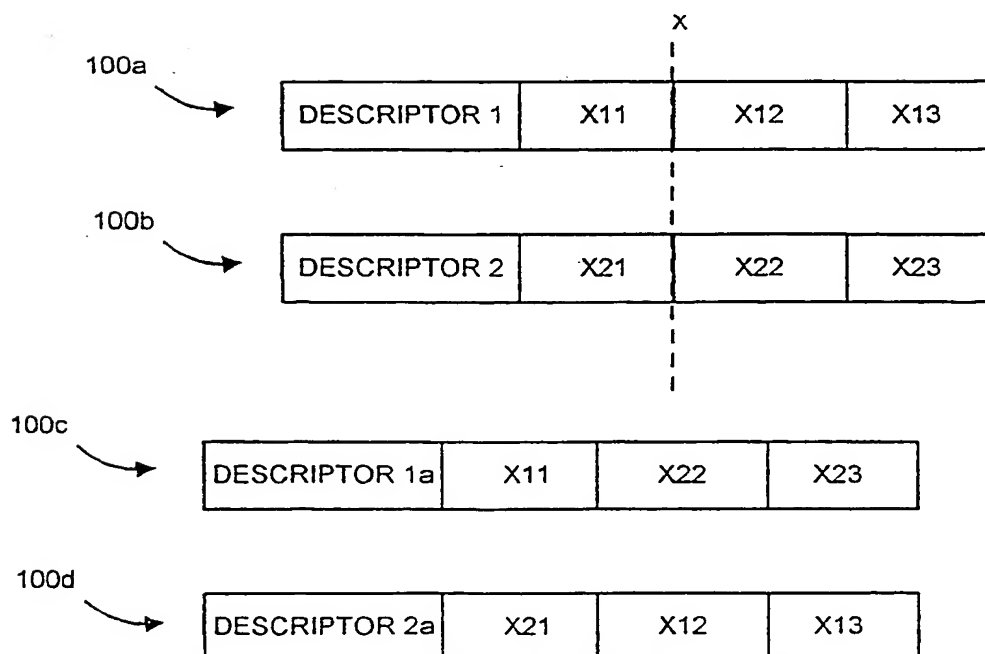 X
100a
DESCRIPTOR 1 X11 X12 X13
100b
DESCRIPTOR 2 X21 X22 X23
100c
DESCRIPTOR 1a X11 X22 X23
100d
DESCRIPTOR 2a X21 X12 X13